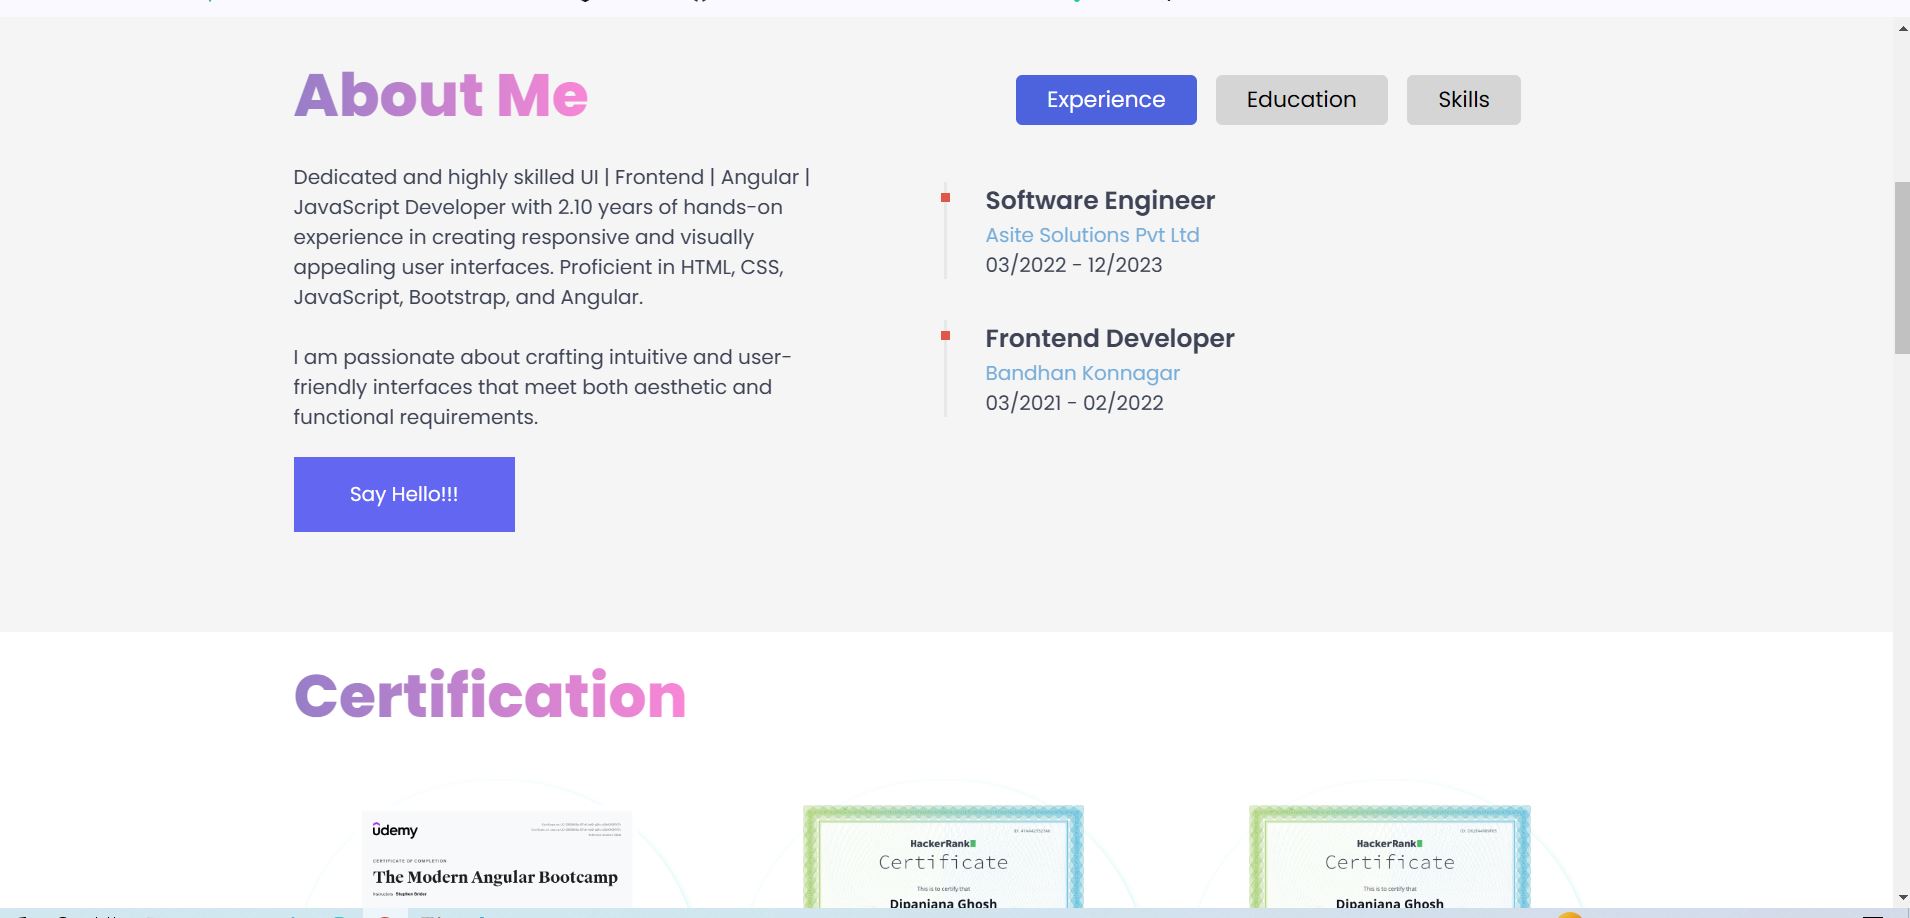 About Me
Dedicated and highly skilled UI | Frontend | Angular |
JavaScript Developer with 2.10 years of hands-on
experience in creating responsive and visually
appealing user interfaces. Proficient in HTML, CSS,
JavaScript, Bootstrap, and Angular.
I am passionate about crafting intuitive and user-
friendly interfaces that meet both aesthetic and
functional requirements.
Say Hello!!!
Experience
Education
Skills
Software Engineer
Asite Solutions Pvt Ltd
03/2022 - 12/2023
Frontend Developer
Bandhan Konnagar
03/2021 - 02/2022
Certification
ûdemy
CERTIFICATE OF COMPLETION
The Modern Angular Bootcamp
Instructors Stephen Grider
HackerRank
Certificate
This is to certify that
Dipanjana Ghosh
HackerRank
Certificate
This is to certify that
Dipanjana Ghosh